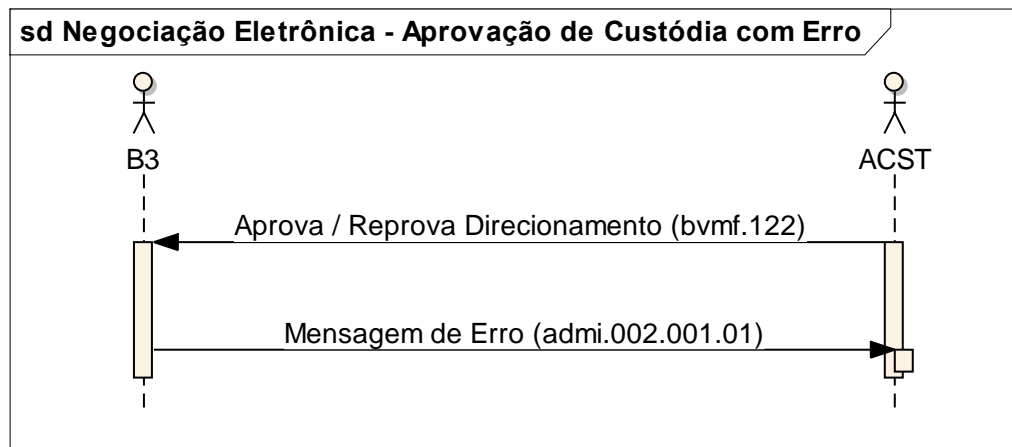 sd Negociação Eletrônica - Aprovação de Custódia com Erro
B3
ACST
Aprova / Reprova Direcionamento (bvmf.122)
Mensagem de Erro (admi.002.001.01)